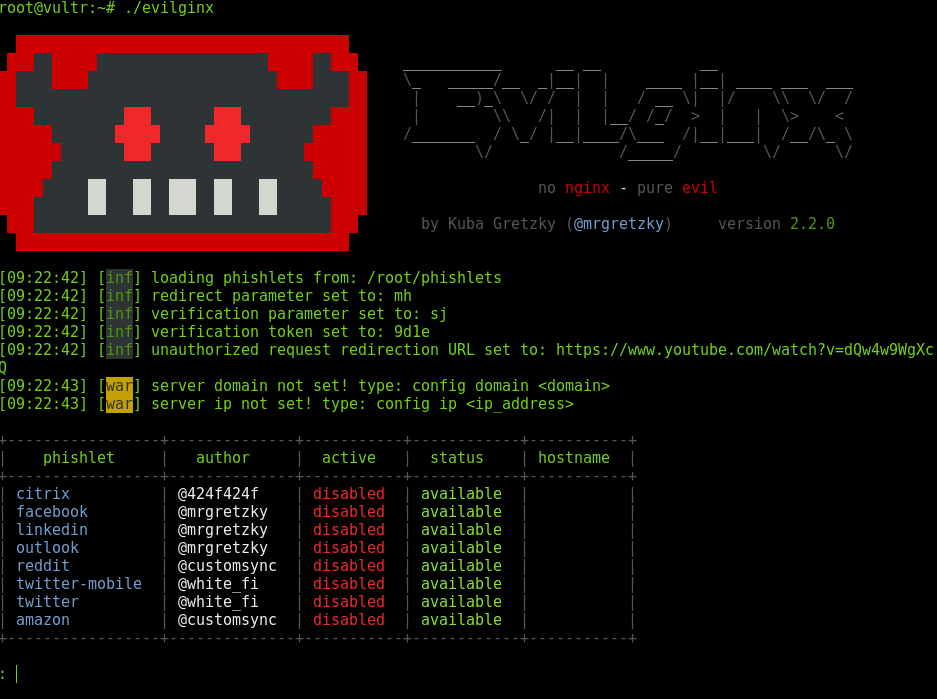 root@vultr:~# ./evilginx
Evilginx
no nginx - pure evil
by Kuba Gretzky (@mrgretzky)     version 2.2.0
[09:22:42] [inf] loading phishlets from: /root/phishlets
[09:22:42] [inf] redirect parameter set to: mh
[09:22:42] [inf] verification parameter set to: sj
[09:22:42] [inf] verification token set to: 9d1e
[09:22:42] [inf] unauthorized request redirection URL set to: https://www.youtube.com/watch?v=dQw4w9WgXc
Q
[09:22:43] [war] server domain not set! type: config domain <domain>
[09:22:43] [war] server ip not set! type: config ip <ip_address>
+-----------------+--------------+-----------+------------+-----------+
|    phishlet     |   author     |  active   |  status    | hostname  |
+-----------------+--------------+-----------+------------+-----------+
| citrix          | @424f424f    | disabled  | available  |           |
| facebook        | @mrgretzky   | disabled  | available  |           |
| linkedin        | @mrgretzky   | disabled  | available  |           |
| outlook         | @mrgretzky   | disabled  | available  |           |
| reddit          | @customsync  | disabled  | available  |           |
| twitter-mobile  | @white_fi    | disabled  | available  |           |
| twitter         | @white_fi    | disabled  | available  |           |
| amazon          | @customsync  | disabled  | available  |           |
+-----------------+--------------+-----------+------------+-----------+
: